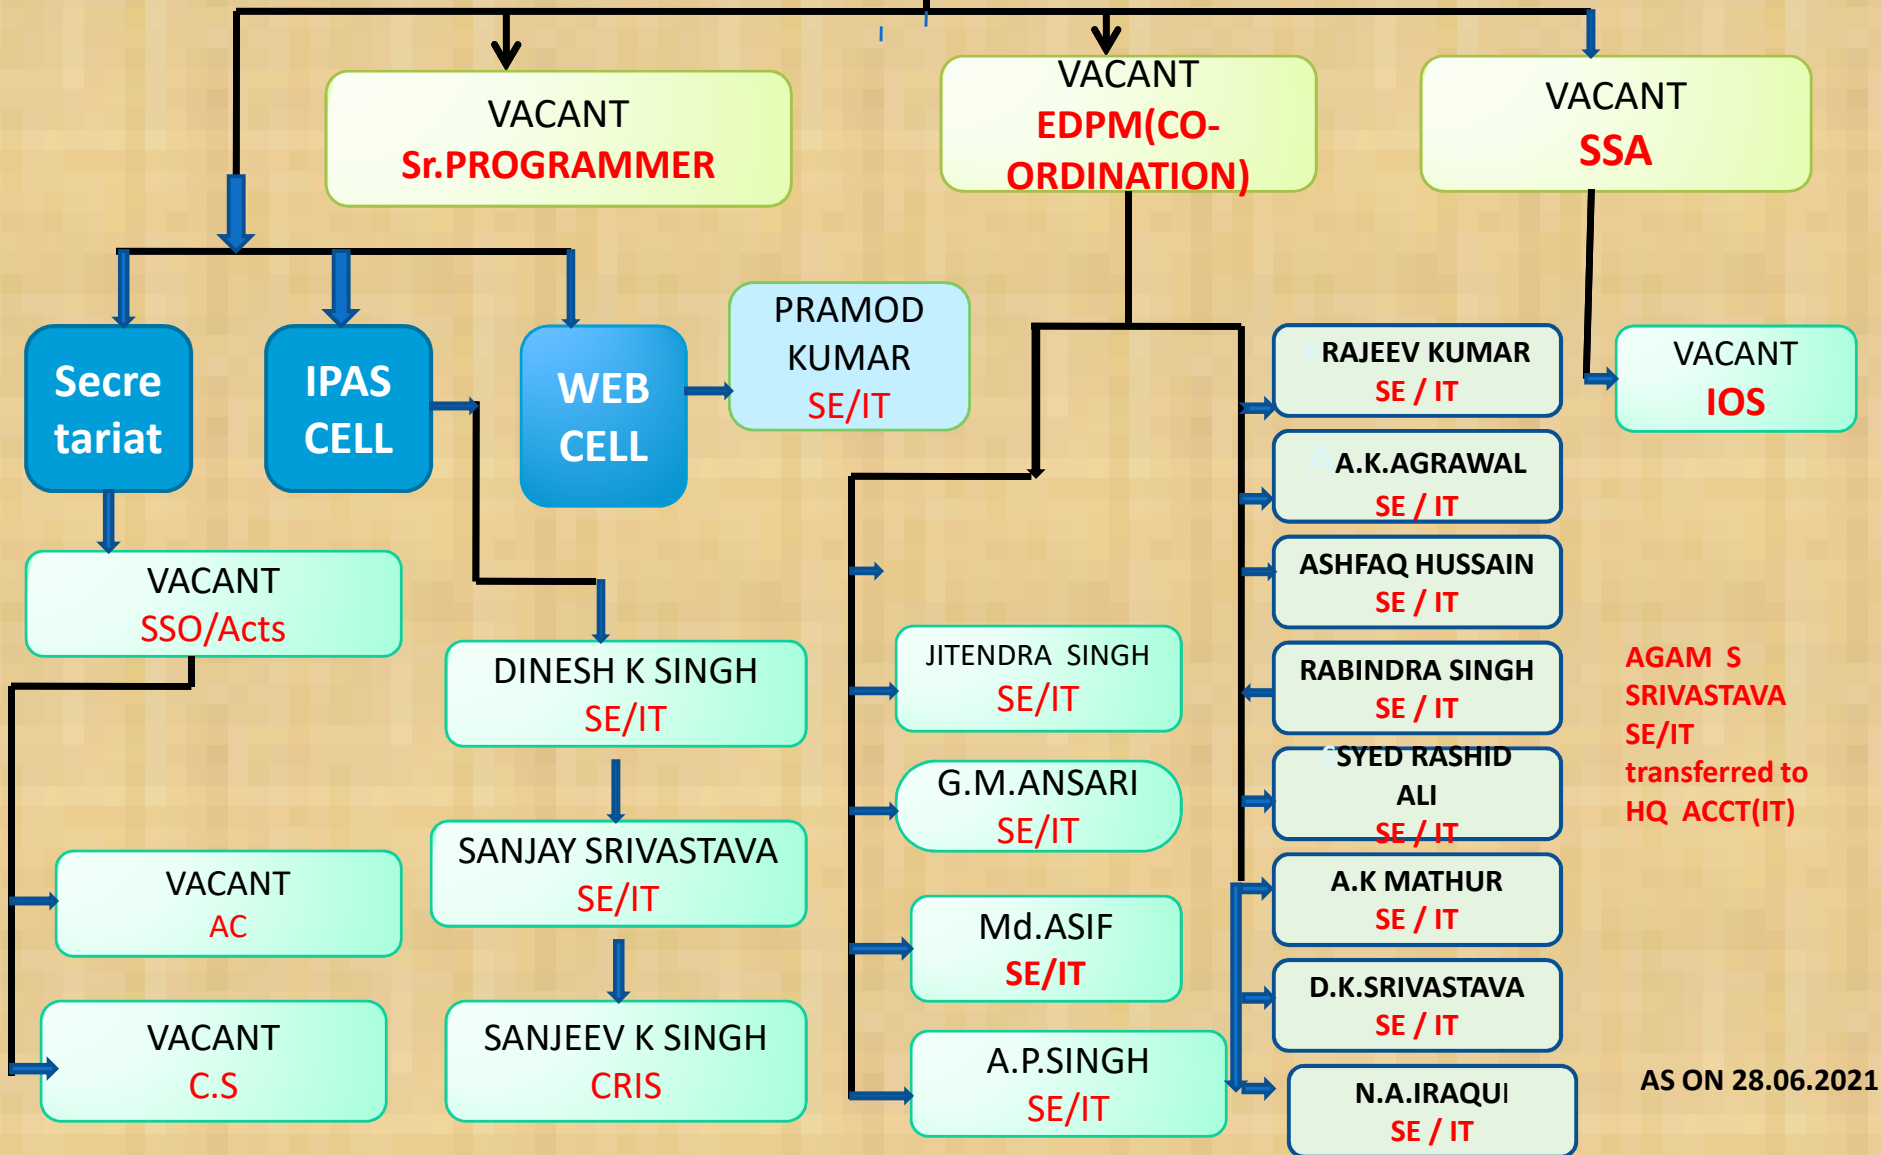 VACANT
Sr.PROGRAMMER
VACANT
EDPM(CO-
ORDINATION)
VACANT
SSA
Secre
tariat
IPAS
CELL
WEB
CELL
PRAMOD
KUMAR
SE/IT
RAJEEV KUMAR
SE / IT
VACANT
IOS
A.K.AGRAWAL
SE / IT
ASHFAQ HUSSAIN
SE / IT
VACANT
SSO/Acts
DINESH K SINGH
SE/IT
JITENDRA SINGH
SE/IT
RABINDRA SINGH
SE / IT
AGAM S
SRIVASTAVA
SE/IT
transferred to
HQ ACCT(IT)
SYED RASHID
ALI
SE / IT
G.M.ANSARI
SE/IT
SANJAY SRIVASTAVA
SE/IT
VACANT
AC
A.K MATHUR
SE / IT
Md.ASIF
SE/IT
D.K.SRIVASTAVA
SE / IT
VACANT
C.S
SANJEEV K SINGH
CRIS
A.P.SINGH
SE/IT
N.A.IRAQUI
SE / IT
AS ON 28.06.2021